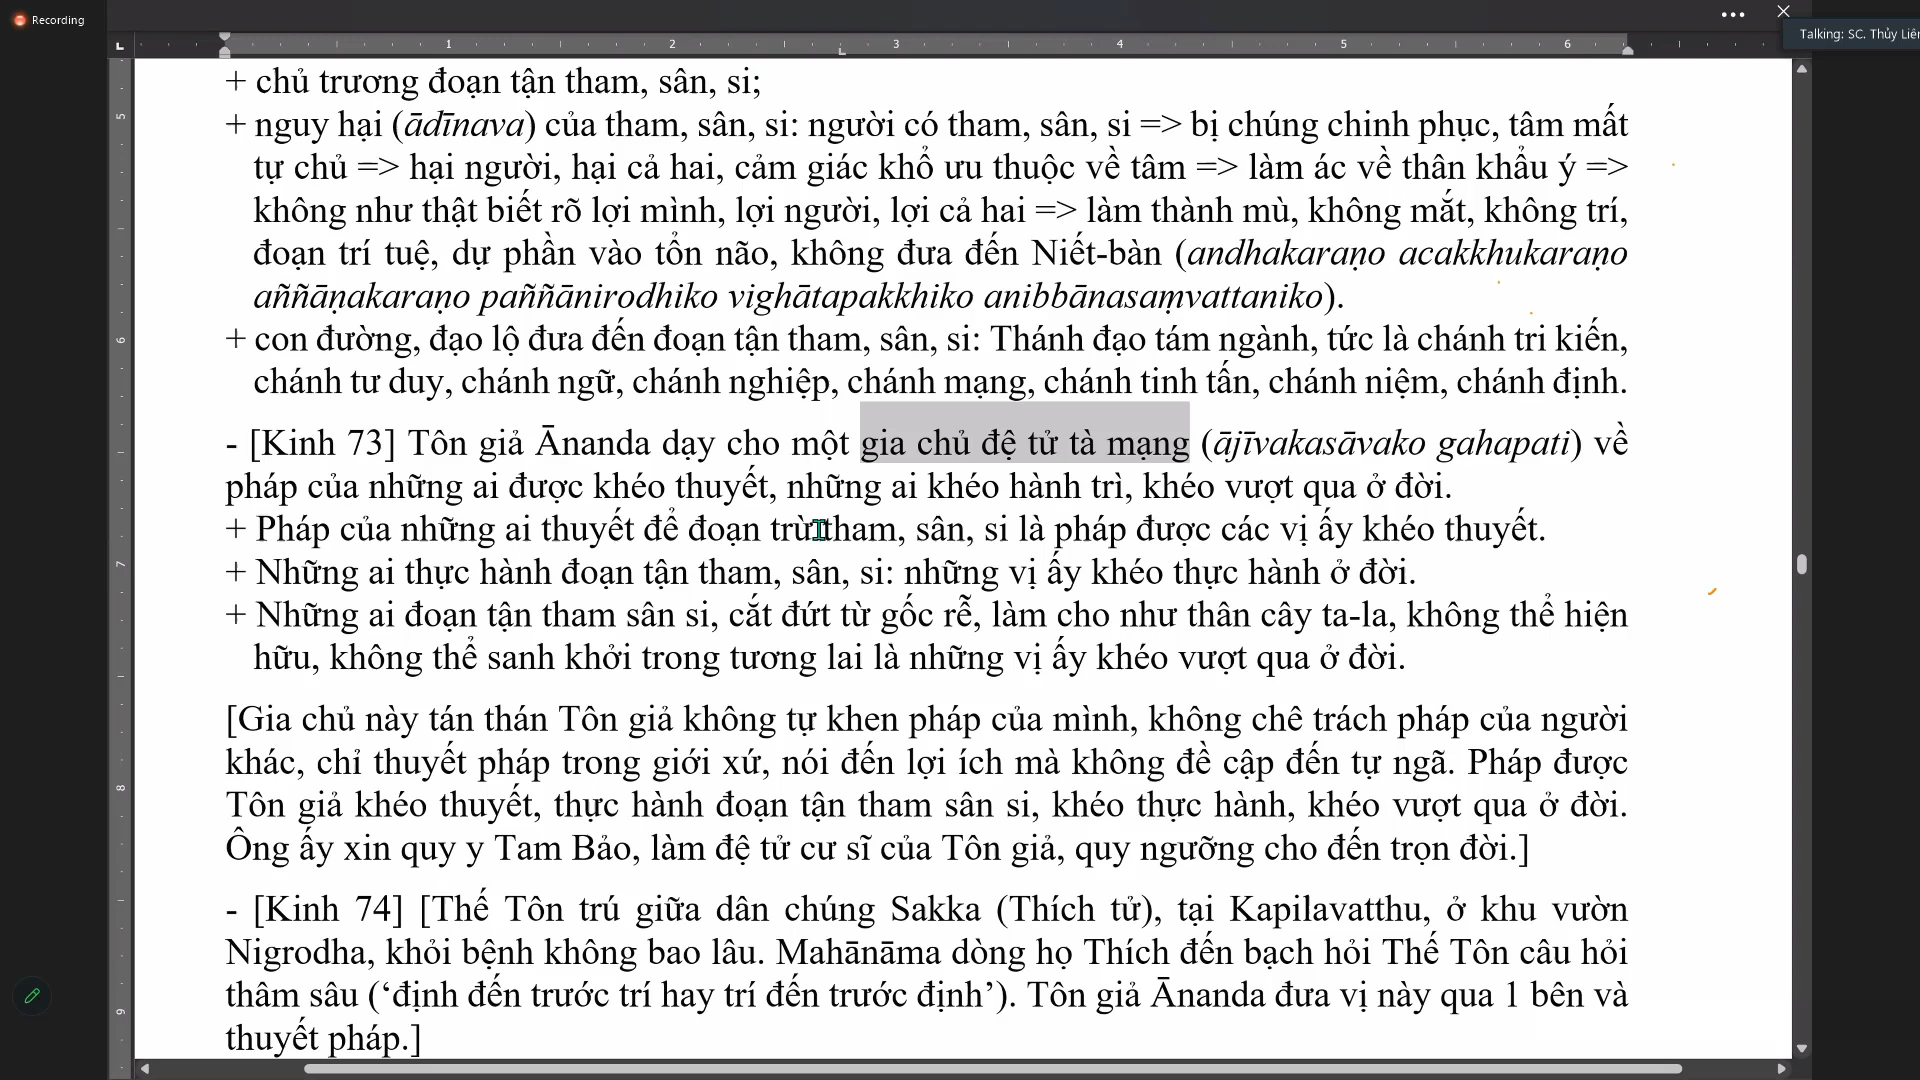 Recording
Talking: SC. Thủy Liên
1 2 3 4 5 6
+ chủ trương đoạn tận tham, sân, si;
5
+ nguy hại (ādīnava) của tham, sân, si: người có tham, sân, si => bị chúng chinh phục, tâm mất
tự chủ => hại người, hại cả hai, cảm giác khổ ưu thuộc về tâm => làm ác về thân khẩu ý =>
không như thật biết rõ lợi mình, lợi người, lợi cả hai => làm thành mù, không mắt, không trí,
đoạn trí tuệ, dự phần vào tổn não, không đưa đến Niết-bàn (andhakaraṇo acakkhukaraṇo
aññāṇakaraṇo paññānirodhiko vighātapakkhiko anibbānasaṃvattaniko).
6
+ con đường, đạo lộ đưa đến đoạn tận tham, sân, si: Thánh đạo tám ngành, tức là chánh tri kiến,
chánh tư duy, chánh ngữ, chánh nghiệp, chánh mạng, chánh tinh tấn, chánh niệm, chánh định.
- [Kinh 73] Tôn giả Ānanda dạy cho một gia chủ đệ tử tà mạng (ājīvakasāvako gahapati) về
pháp của những ai được khéo thuyết, những ai khéo hành trì, khéo vượt qua ở đời.
+ Pháp của những ai thuyết để đoạn trừ tham, sân, si là pháp được các vị ấy khéo thuyết.
7
+ Những ai thực hành đoạn tận tham, sân, si: những vị ấy khéo thực hành ở đời.
+ Những ai đoạn tận tham sân si, cắt đứt từ gốc rễ, làm cho như thân cây ta-la, không thể hiện
hữu, không thể sanh khởi trong tương lai là những vị ấy khéo vượt qua ở đời.
[Gia chủ này tán thán Tôn giả không tự khen pháp của mình, không chê trách pháp của người
khác, chỉ thuyết pháp trong giới xứ, nói đến lợi ích mà không đề cập đến tự ngã. Pháp được
8
Tôn giả khéo thuyết, thực hành đoạn tận tham sân si, khéo thực hành, khéo vượt qua ở đời.
Ông ấy xin quy y Tam Bảo, làm đệ tử cư sĩ của Tôn giả, quy ngưỡng cho đến trọn đời.]
- [Kinh 74] [Thế Tôn trú giữa dân chúng Sakka (Thích tử), tại Kapilavatthu, ở khu vườn
Nigrodha, khỏi bệnh không bao lâu. Mahānāma dòng họ Thích đến bạch hỏi Thế Tôn câu hỏi
thâm sâu (‘định đến trước trí hay trí đến trước định’). Tôn giả Ānanda đưa vị này qua 1 bên và
9
thuyết pháp.]